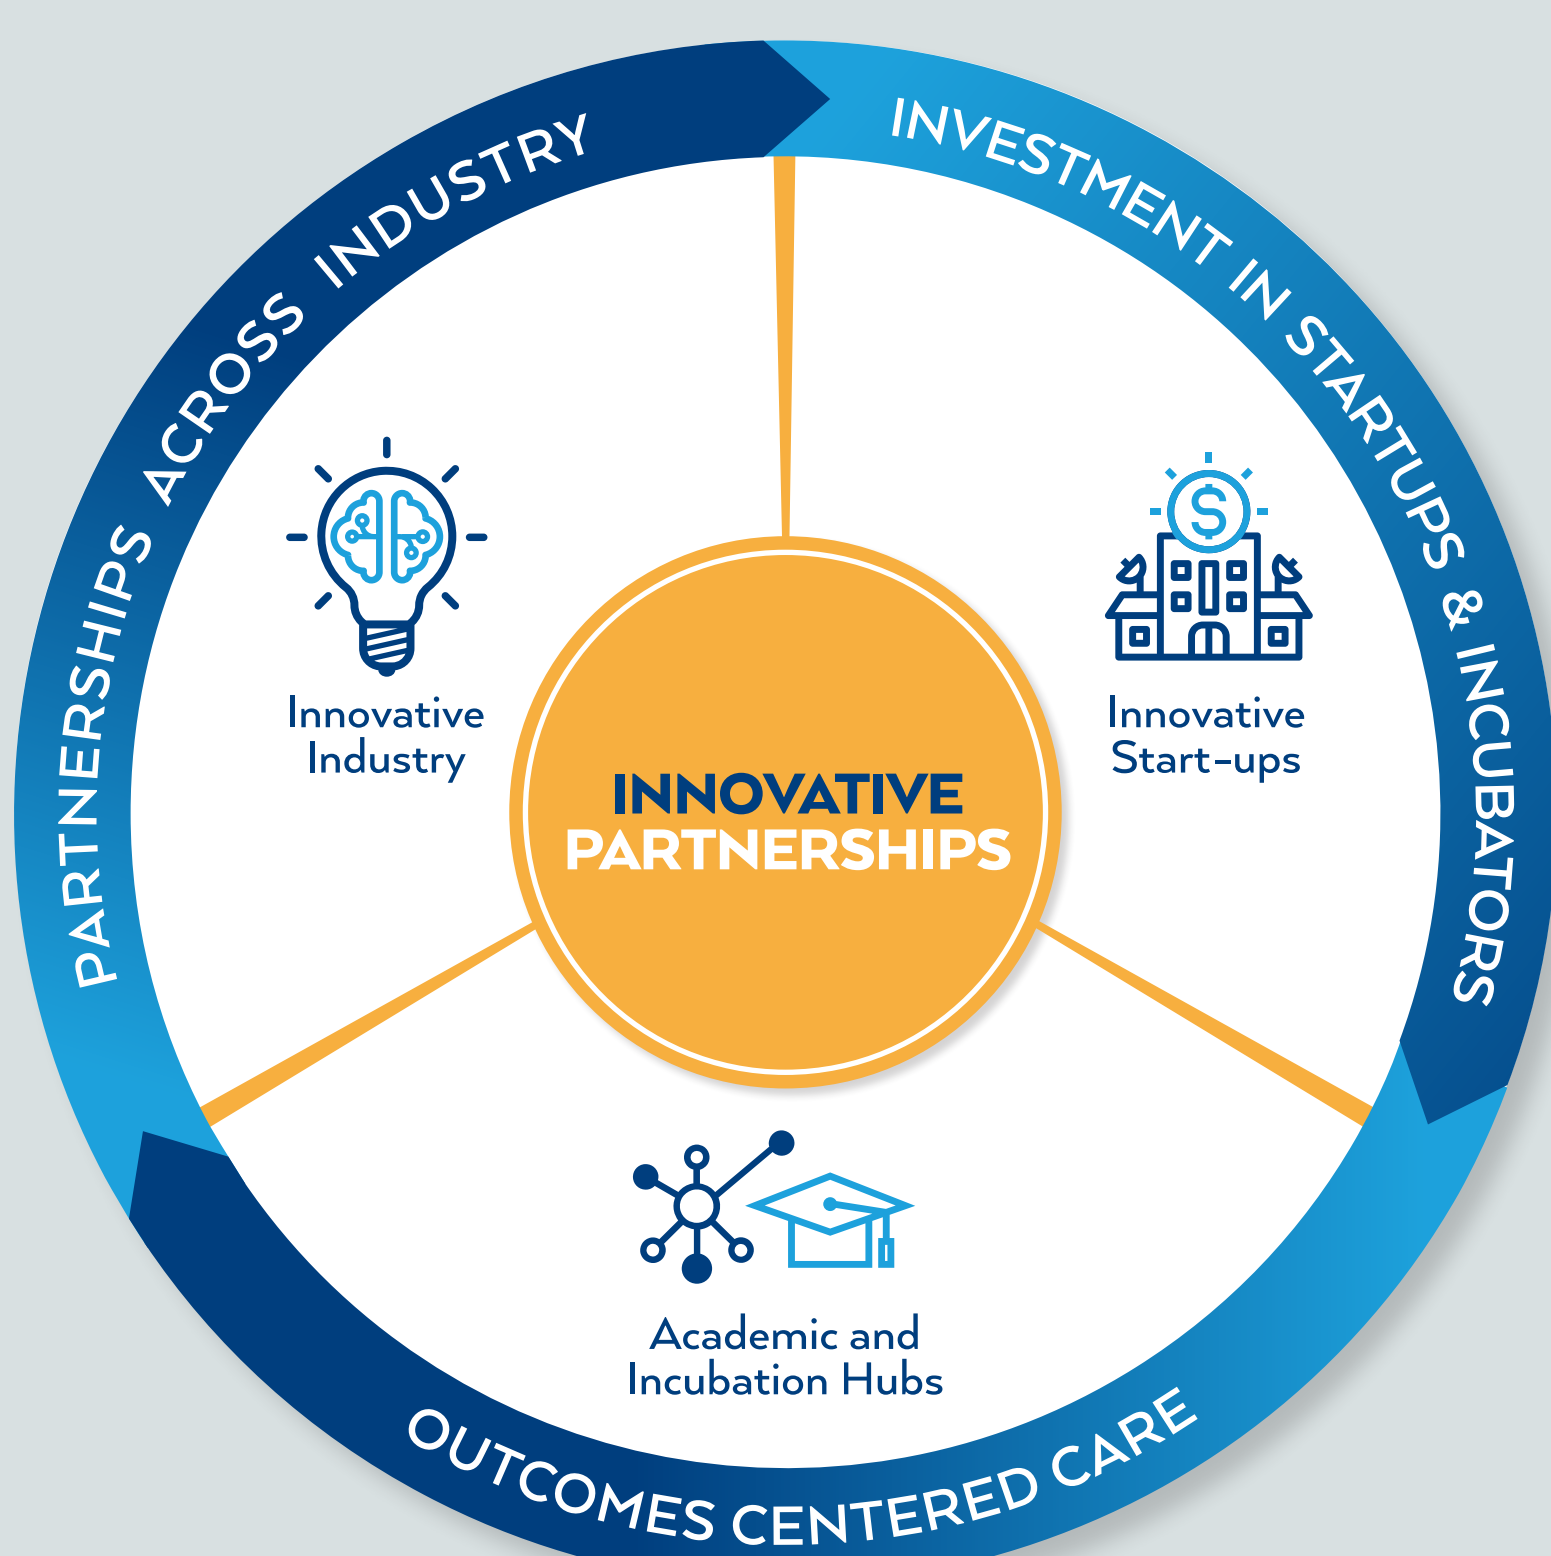 PARTNERSHIPS ACROSS INDUSTRY
INVESTMENT IN STARTUPS & INCUBATORS
$
Innovative
Industry
Innovative
Start-ups
INNOVATIVE
PARTNERSHIPS
Academic and
Incubation Hubs
OUTCOMES CENTERED CARE